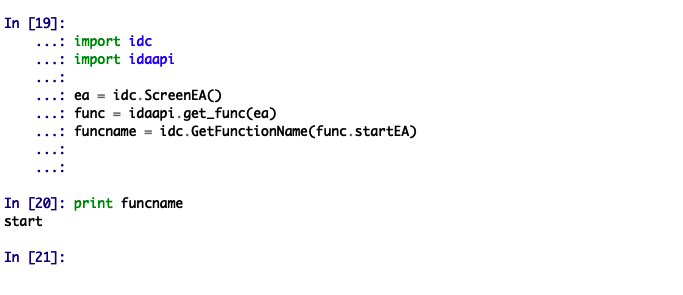 In [19]:
...: import idc
...: import idaapi
...:
...: ea = idc.ScreenEA()
...: func = idaapi.get_func(ea)
...: funcname = idc.GetFunctionName(func.startEA)
...:
...:
In [20]: print funcname
start
In [21]: